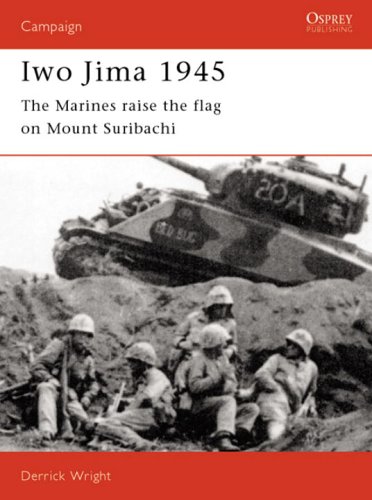 Campaign
OSPREY
PUBLISHING
Iwo Jima 1945
The Marines raise the flag
on Mount Suribachi
20A
Derrick Wright